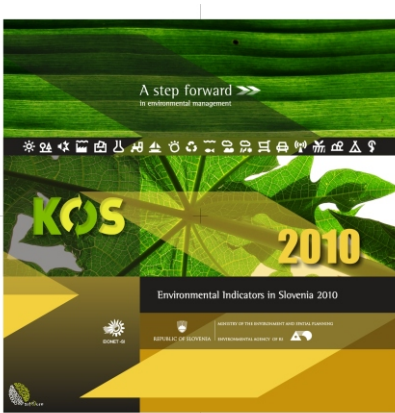 A step forward
in environmental management
KOS
2010
Environmental Indicators in Slovenia 2010
EIONET-SI
REPUBLIC OF SLOVENIA
MINISTRY OF THE ENVIRONMENT AND SPATIAL PLANNING
ENVIRONMENTAL AGENCY OF RS